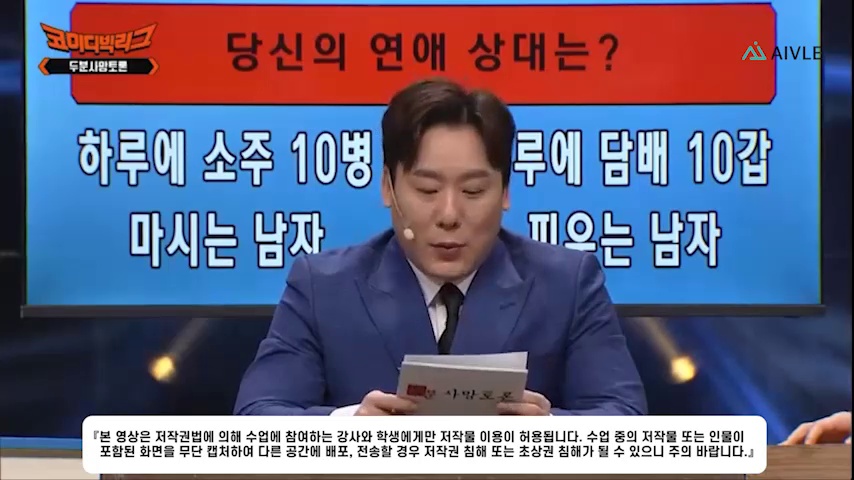 코미디빅리그
두분사망토론
당신의 연애 상대는?
AIVLE
하루에 소주 10병
마시는 남자
루에 담배 10갑
피우는 남자
분 사망토론
『본 영상은 저작권법에 의해 수업에 참여하는 강사와 학생에게만 저작물 이용이 허용됩니다. 수업 중의 저작물 또는 인물이
포함된 화면을 무단 캡처하여 다른 공간에 배포, 전송할 경우 저작권 침해 또는 초상권 침해가 될 수 있으니 주의 바랍니다.』